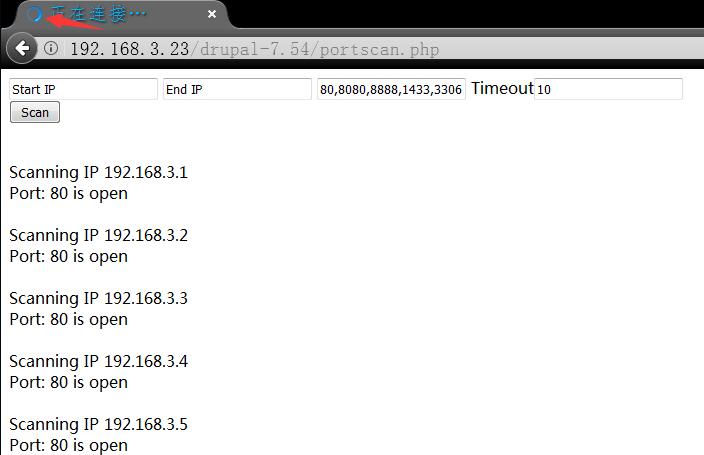 正在连接…
192.168.3.23/drupal-7.54/portscan.php
Start IP End IP 80,8080,8888,1433,3306 Timeout 10
Scan
Scanning IP 192.168.3.1
Port: 80 is open
Scanning IP 192.168.3.2
Port: 80 is open
Scanning IP 192.168.3.3
Port: 80 is open
Scanning IP 192.168.3.4
Port: 80 is open
Scanning IP 192.168.3.5
Port: 80 is open